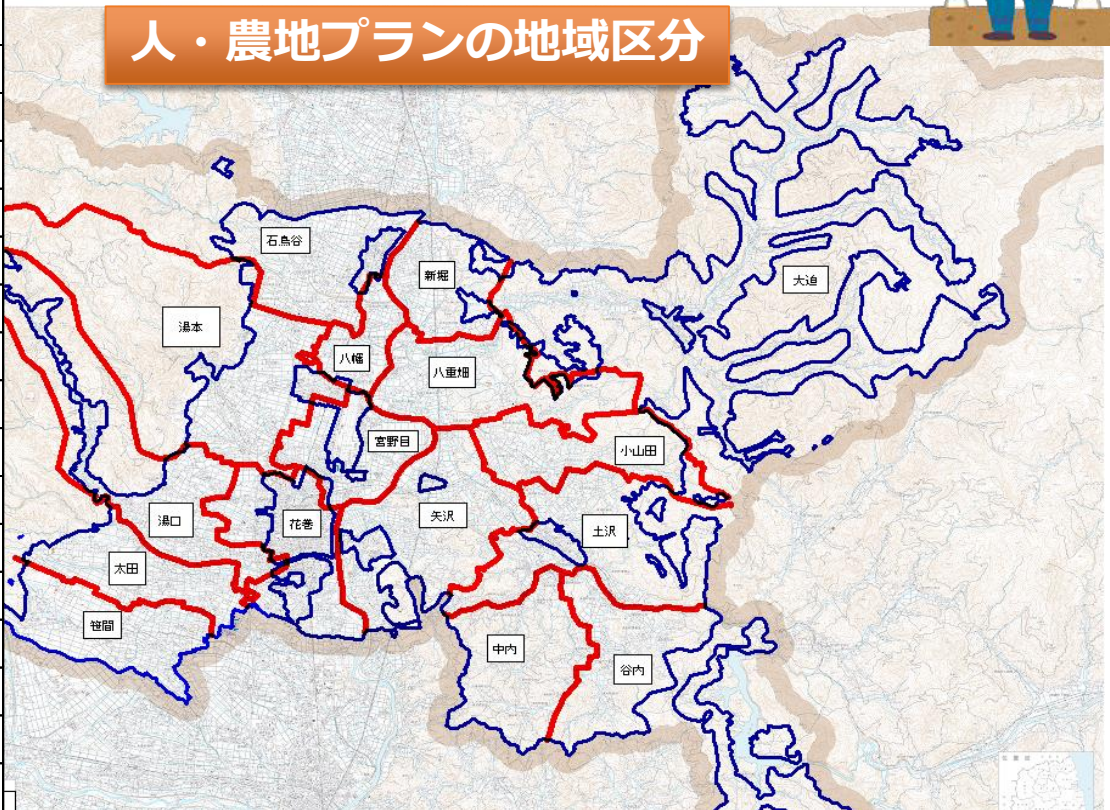 人・農地プランの地域区分
石鳥谷
新堀
大迫
湯本
八幡
八重畑
宮野目
小山田
湯口
花巻
矢沢
土沢
太田
笹間
中内
谷内